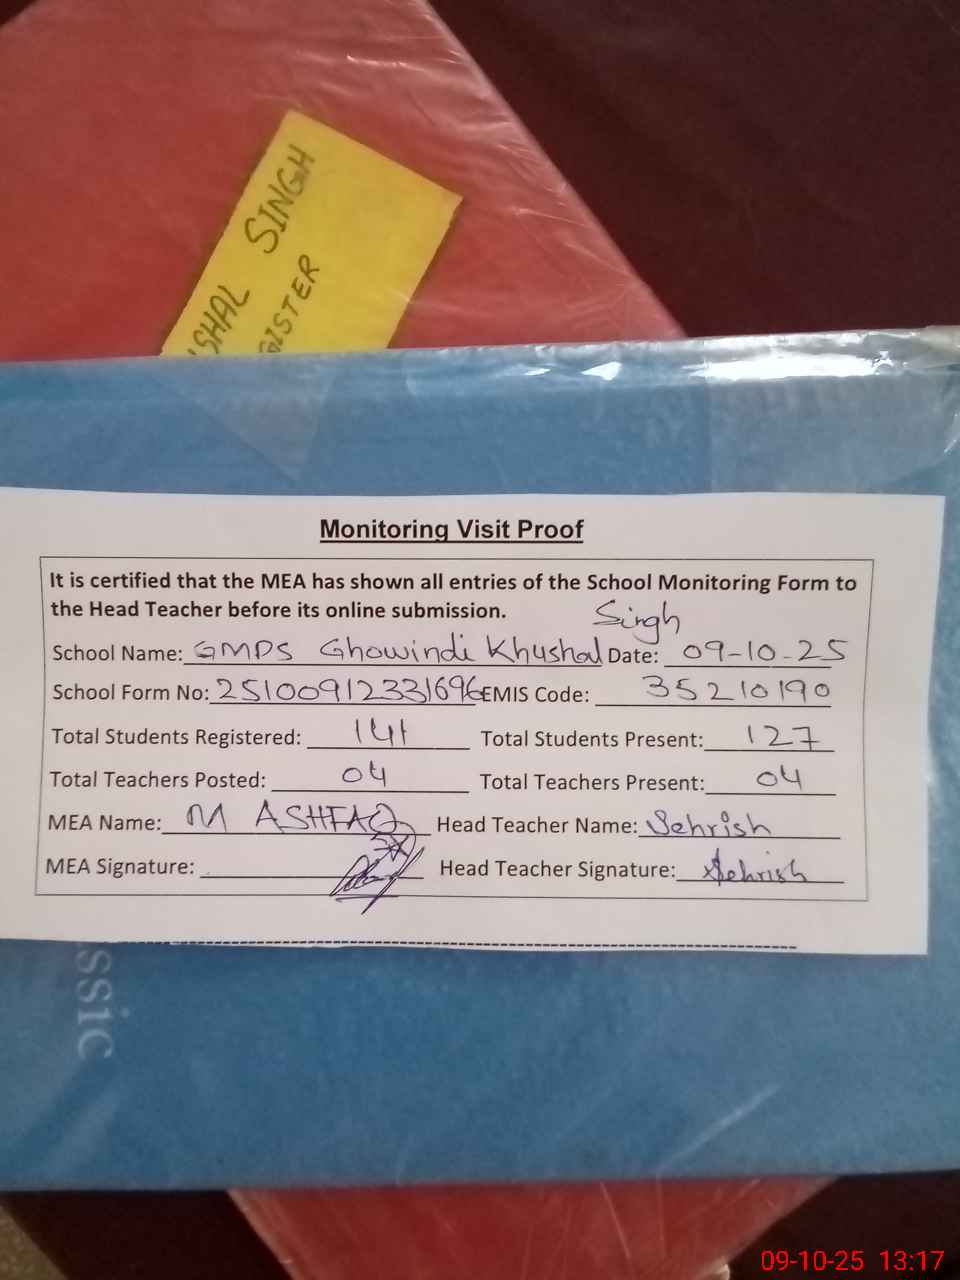 SHAL SINGH
GISTER
Monitoring Visit Proof
It is certified that the MEA has shown all entries of the School Monitoring Form to
the Head Teacher before its online submission.
Singh
School Name: GMPS Ghowindi Khushal Date: 09-10-25
School Form No: 25100912331696 EMIS Code: 35210190
Total Students Registered: 141 Total Students Present: 127
Total Teachers Posted: 04 Total Teachers Present: 04
MEA Name: M ASHFAQ Head Teacher Name: Sehrish
MEA Signature: Head Teacher Signature: Sehrish
ssic
09-10-25 13:17